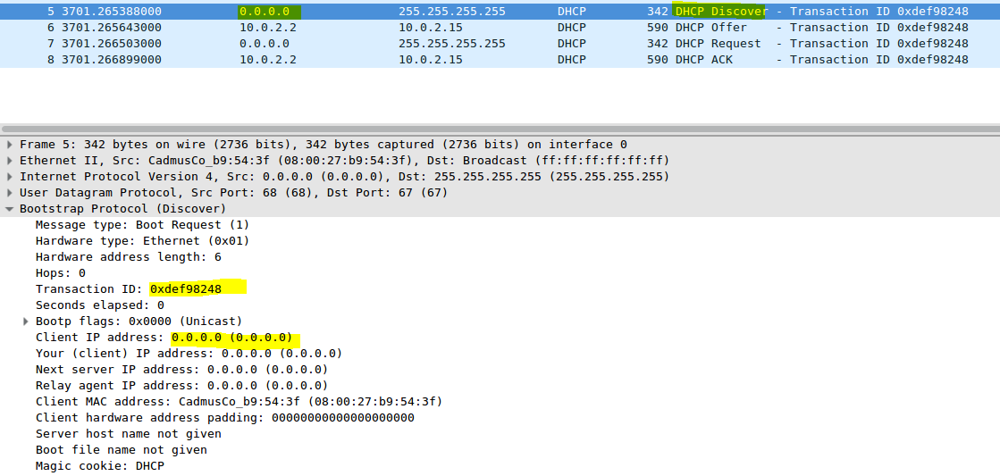 5 3701.265388000 0.0.0.0 255.255.255.255 DHCP 342 DHCP Discover - Transaction ID 0xdef98248
6 3701.265643000 10.0.2.2 10.0.2.15 DHCP 590 DHCP Offer - Transaction ID 0xdef98248
7 3701.266503000 0.0.0.0 255.255.255.255 DHCP 342 DHCP Request - Transaction ID 0xdef98248
8 3701.266899000 10.0.2.2 10.0.2.15 DHCP 590 DHCP ACK - Transaction ID 0xdef98248
Frame 5: 342 bytes on wire (2736 bits), 342 bytes captured (2736 bits) on interface 0
Ethernet II, Src: CadmusCo_b9:54:3f (08:00:27:b9:54:3f), Dst: Broadcast (ff:ff:ff:ff:ff:ff)
Internet Protocol Version 4, Src: 0.0.0.0 (0.0.0.0), Dst: 255.255.255.255 (255.255.255.255)
User Datagram Protocol, Src Port: 68 (68), Dst Port: 67 (67)
Bootstrap Protocol (Discover)
Message type: Boot Request (1)
Hardware type: Ethernet (0x01)
Hardware address length: 6
Hops: 0
Transaction ID: 0xdef98248
Seconds elapsed: 0
Bootp flags: 0x0000 (Unicast)
Client IP address: 0.0.0.0 (0.0.0.0)
Your (client) IP address: 0.0.0.0 (0.0.0.0)
Next server IP address: 0.0.0.0 (0.0.0.0)
Relay agent IP address: 0.0.0.0 (0.0.0.0)
Client MAC address: CadmusCo_b9:54:3f (08:00:27:b9:54:3f)
Client hardware address padding: 00000000000000000000
Server host name not given
Boot file name not given
Magic cookie: DHCP